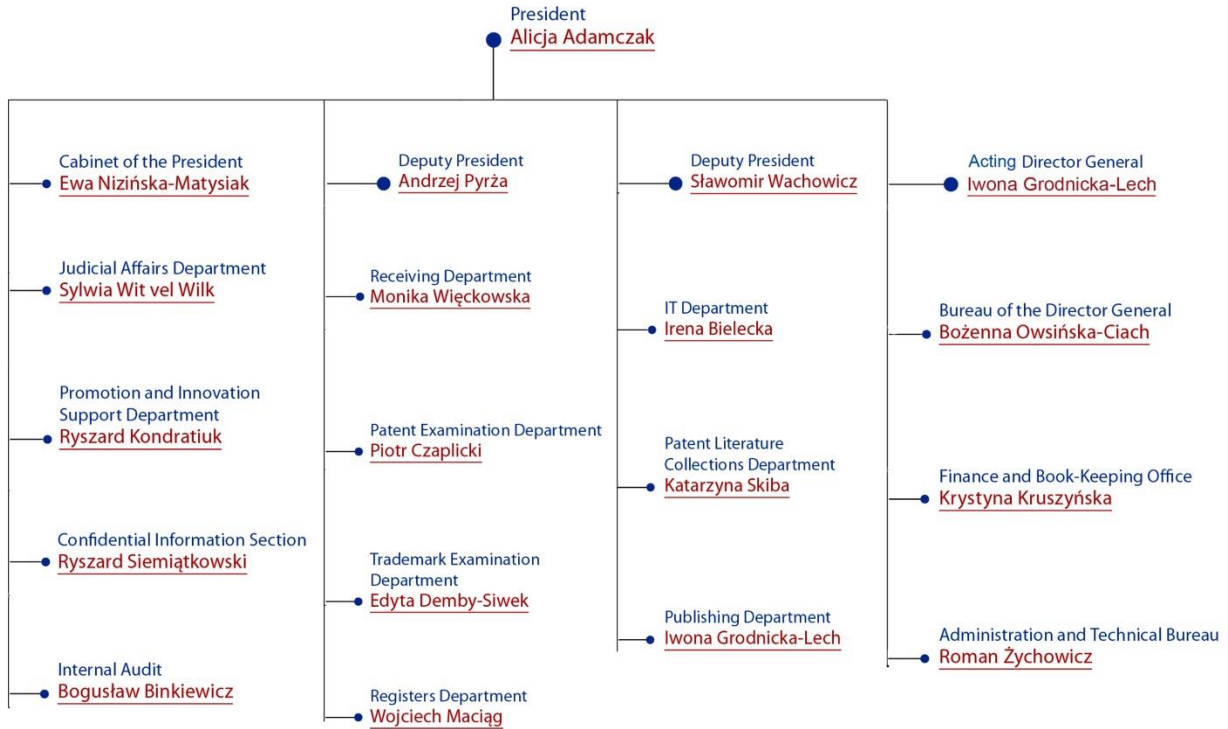 President
Alicja Adamczak
Cabinet of the President
Ewa Nizińska-Matysiak
Judicial Affairs Department
Sylwia Wit vel Wilk
Promotion and Innovation
Support Department
Ryszard Kondratiuk
Confidential Information Section
Ryszard Siemiątkowski
Internal Audit
Bogusław Binkiewicz
Deputy President
Andrzej Pyrża
Receiving Department
Monika Więckowska
Patent Examination Department
Piotr Czaplicki
Trademark Examination
Department
Edyta Demby-Siwek
Registers Department
Wojciech Maciąg
Deputy President
Sławomir Wachowicz
IT Department
Irena Bielecka
Patent Literature
Collections Department
Katarzyna Skiba
Publishing Department
Iwona Grodnicka-Lech
Acting Director General
Iwona Grodnicka-Lech
Bureau of the Director General
Bożenna Owsińska-Ciach
Finance and Book-Keeping Office
Krystyna Kruszyńska
Administration and Technical Bureau
Roman Żychowicz